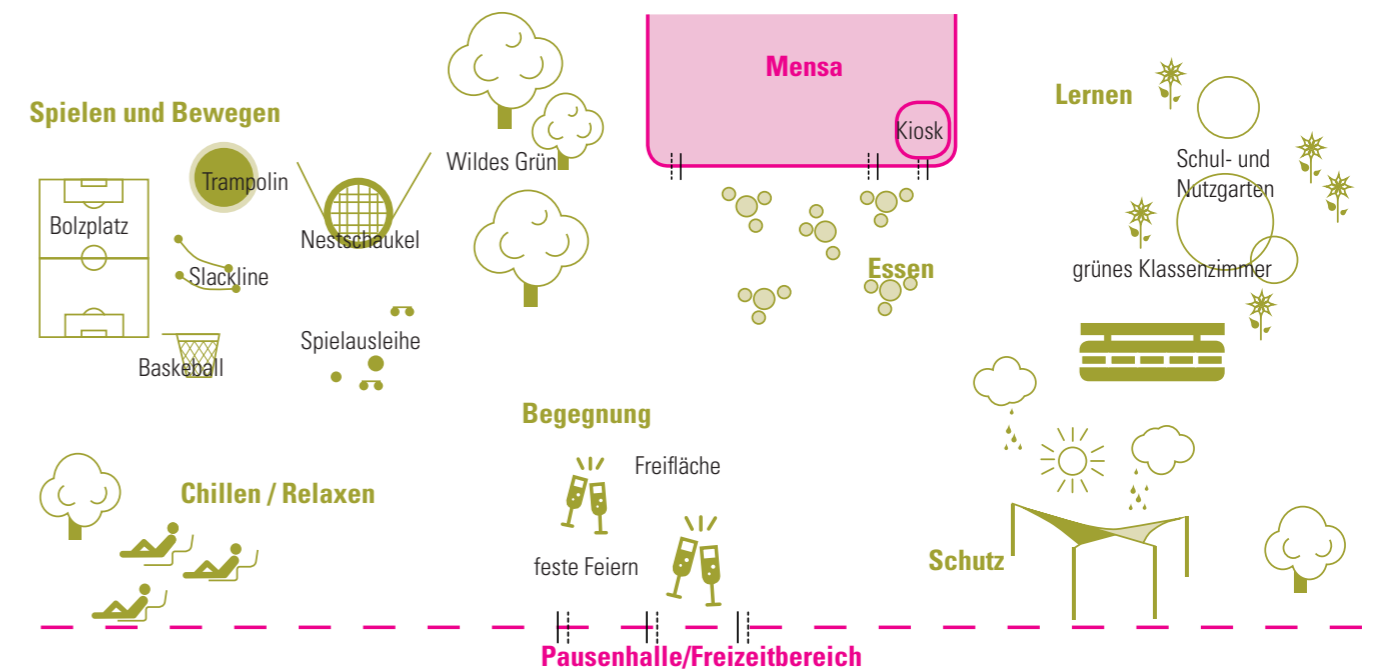 Mensa
Kiosk
Spielen und Bewegen
Trampolin
Wildes Grün
Bolzplatz
Nestschaukel
Slackline
Spielausleihe
Baskeball
Essen
Lernen
Schul- und
Nutzgarten
grünes Klassenzimmer
Begegnung
Freifläche
feste Feiern
Chillen / Relaxen
Schutz
Pausenhalle/Freizeitbereich